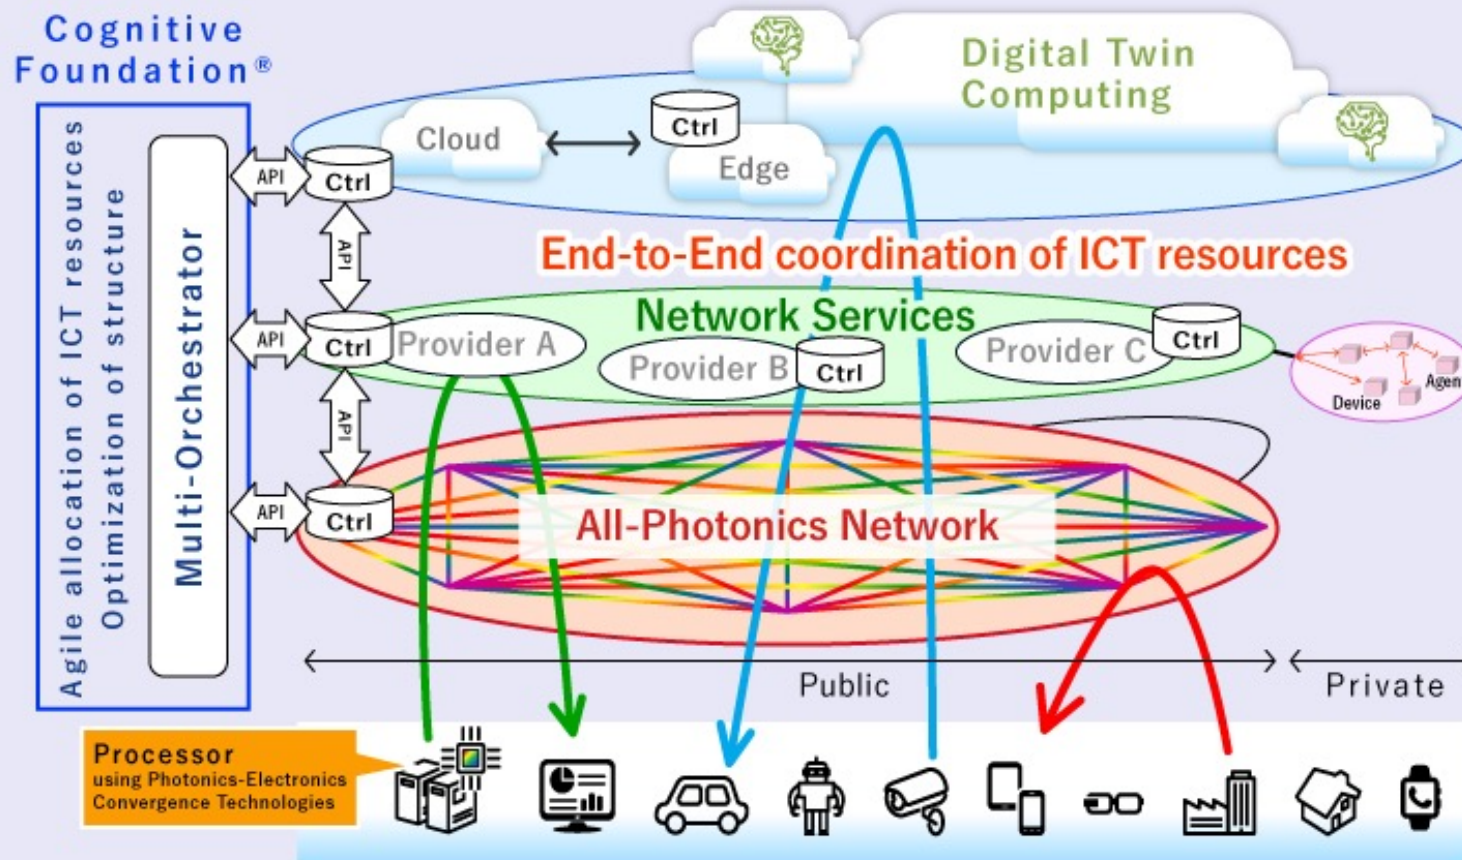 Cognitive
Foundation®
Agile allocation of ICT resources
Optimization of structure
Multi-Orchestrator
API
Ctrl
Cloud
Ctrl
Edge
Digital Twin
Computing
API
End-to-End coordination of ICT resources
API
Ctrl
Network Services
Provider A
Provider B
Ctrl
Provider C
Ctrl
Device
Agen
API
API
Ctrl
All-Photonics Network
Public
Private
Processor
using Photonics-Electronics
Convergence Technologies